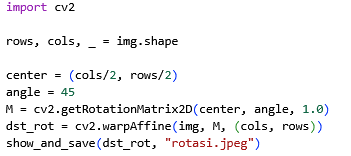 import cv2
rows, cols, _ = img.shape
center = (cols/2, rows/2)
angle = 45
M = cv2.getRotationMatrix2D(center, angle, 1.0)
dst_rot = cv2.warpAffine(img, M, (cols, rows))
show_and_save(dst_rot, "rotasi.jpeg")